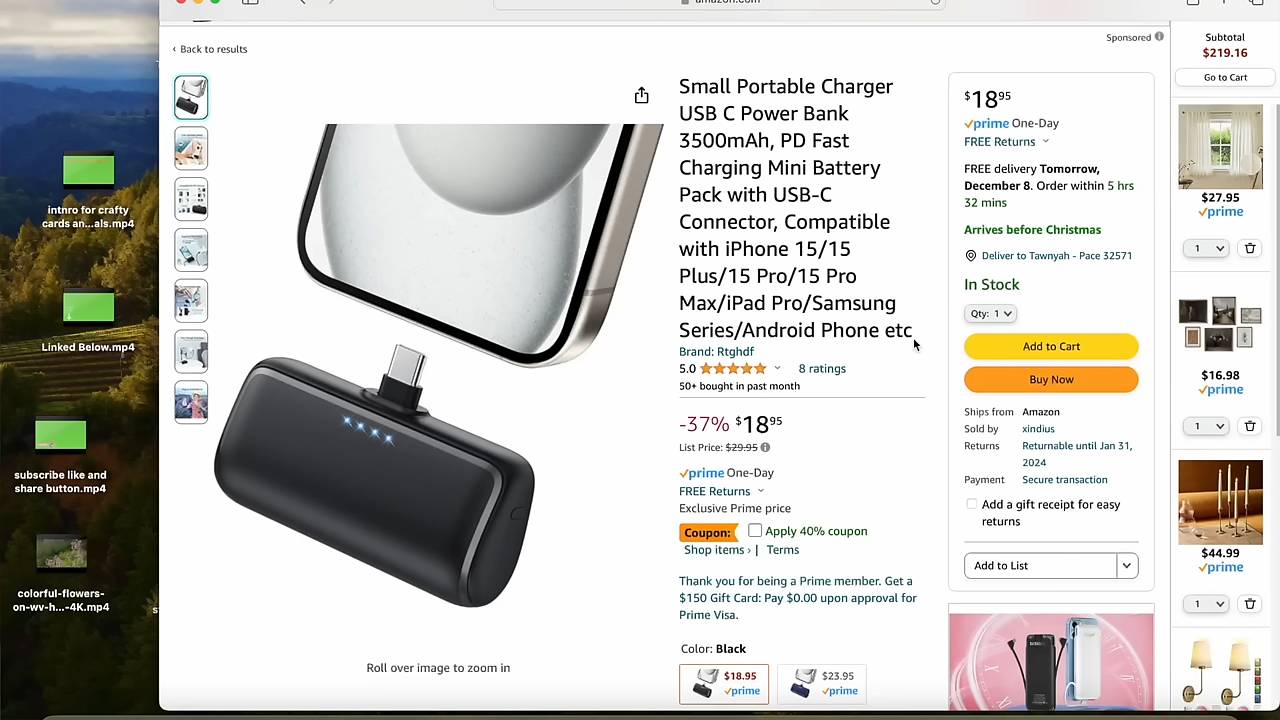 amazon.com
Back to results
Sponsored
Small Portable Charger
USB C Power Bank
3500mAh, PD Fast
Charging Mini Battery
Pack with USB-C
Connector, Compatible
with iPhone 15/15
Plus/15 Pro/15 Pro
Max/iPad Pro/Samsung
Series/Android Phone etc
Brand: Rtghdf
5.0
8 ratings
50+ bought in past month
-37% $18 95
List Price: $29.95
prime One-Day
FREE Returns
Exclusive Prime price
Coupon: Apply 40% coupon
Shop items › | Terms
Thank you for being a Prime member. Get a
$150 Gift Card: Pay $0.00 upon approval for
Prime Visa.
Color: Black
$18.95
prime
$23.95
prime
Roll over image to zoom in
$18 95
prime One-Day
FREE Returns
FREE delivery Tomorrow,
December 8. Order within 5 hrs
32 mins
Arrives before Christmas
Deliver to Tawnyah - Pace 32571
In Stock
Qty: 1
Add to Cart
Buy Now
Ships from Amazon
Sold by xindius
Returns Returnable until Jan 31,
2024
Payment Secure transaction
Add a gift receipt for easy
returns
Add to List
Subtotal
$219.16
Go to Cart
$27.95
prime
1
$16.98
prime
1
$44.99
prime
1
intnro for crafty
cards an...als.mp4
Linked Below.mp4
subscribe like and
share button.mp4
colorful-flowers-
on-wv-h...-4K.mp4